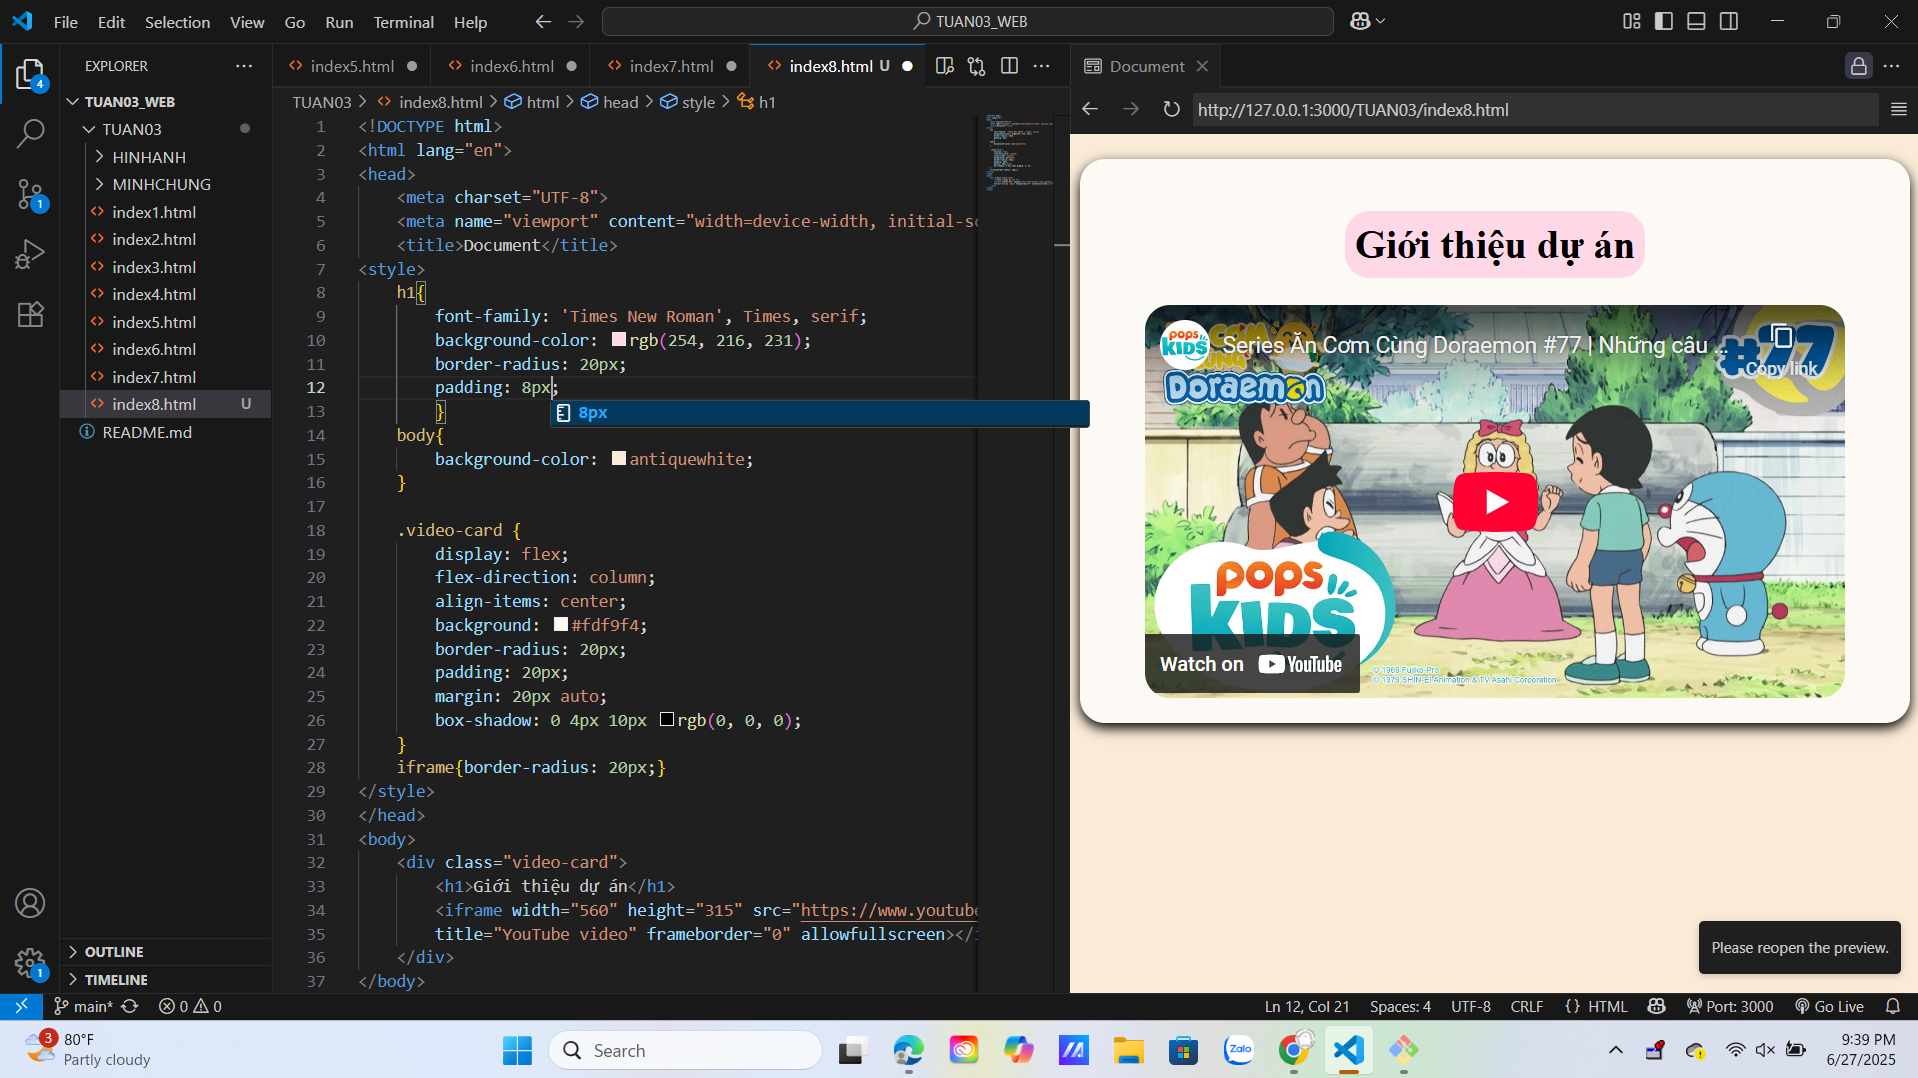 File Edit Selection View Go Run Terminal Help
TUAN03_WEB
EXPLORER
TUAN03_WEB
TUAN03
HINHANH
MINHCHUNG
index1.html
index2.html
index3.html
index4.html
index5.html
index6.html
index7.html
index8.html U
README.md
OUTLINE
TIMELINE
4
1
1
index5.html
index6.html
index7.html
index8.html U
TUAN03 > index8.html > html > head > style > h1
1 <!DOCTYPE html>
2 <html lang="en">
3 <head>
4 <meta charset="UTF-8">
5 <meta name="viewport" content="width=device-width, initial-sc
6 <title>Document</title>
7 <style>
8 h1{
9 font-family: 'Times New Roman', Times, serif;
10 background-color: rgb(254, 216, 231);
11 border-radius: 20px;
12 padding: 8px;
8px
13 }
14 body{
15 background-color: antiquewhite;
16 }
17
18 .video-card {
19 display: flex;
20 flex-direction: column;
21 align-items: center;
22 background: #fdf9f4;
23 border-radius: 20px;
24 padding: 20px;
25 margin: 20px auto;
26 box-shadow: 0 4px 10px rgb(0, 0, 0);
27 }
28 iframe{border-radius: 20px;}
29 </style>
30 </head>
31 <body>
32 <div class="video-card">
33 <h1>Giới thiệu dự án</h1>
34 <iframe width="560" height="315" src="https://www.youtube
35 title="YouTube video" frameborder="0" allowfullscreen></i
36 </div>
37 </body>
Document
http://127.0.0.1:3000/TUAN03/index8.html
Giới thiệu dự án
POPS KIDS
Series Ăn Cơm Cùng Doraemon #77 | Những câu ...
Copy link
CƠM CÙNG
Doraemon
#77
pops KIDS
Watch on YouTube
© 1969 Fujiko-Pro
© 1979 SHIN-EI Animation & TV Asahi Corporation
Please reopen the preview.
main* 0 0
Ln 12, Col 21 Spaces: 4 UTF-8 CRLF {} HTML Port: 3000 Go Live
3
80°F
Partly cloudy
Search
Zalo
9:39 PM
6/27/2025